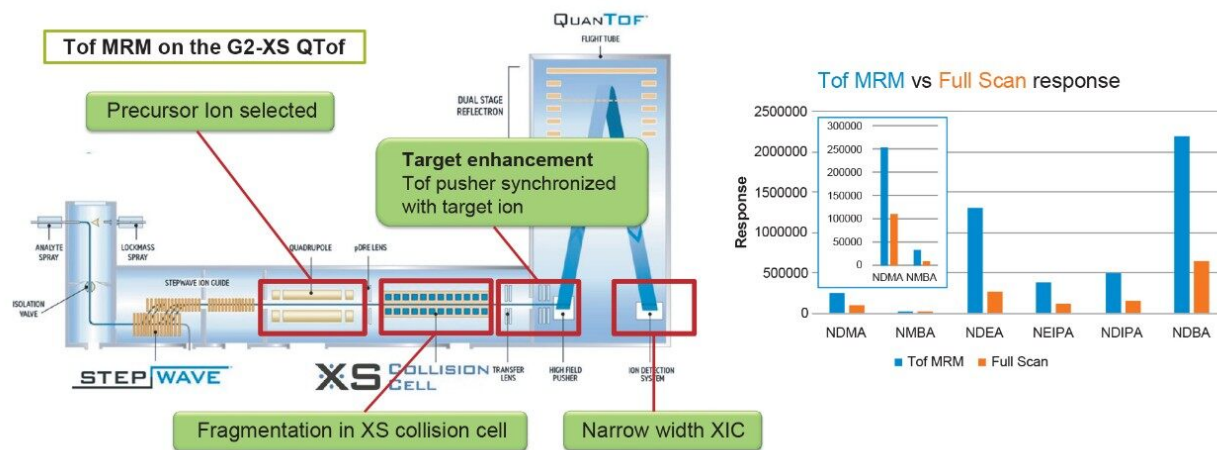 QUANTOF
FLIGHT TUBE
Tof MRM on the G2-XS QTof
Precursor Ion selected
DUAL STAGE
REFLECTRON
Target enhancement
Tof pusher synchronized
with target ion
ANALYTE
SPRAY
LOCKMASS
SPRAY
QUADRUPOLE
pDRE LENS
STEPWAVE ION GUIDE
ISOLATION
VALVE
STEPWAVE
XS COLLISION
CELL
TRANSFER
LENS
HIGH FIELD
PUSHER
ION DETECTION
SYSTEM
Fragmentation in XS collision cell
Narrow width XIC
Tof MRM vs Full Scan response
Response
2500000
2000000
1500000
1000000
500000
0
300000
250000
200000
150000
100000
50000
0
NDMA NMBA
NDMA NMBA NDEA NEIPA NDIPA NDBA
Tof MRM Full Scan